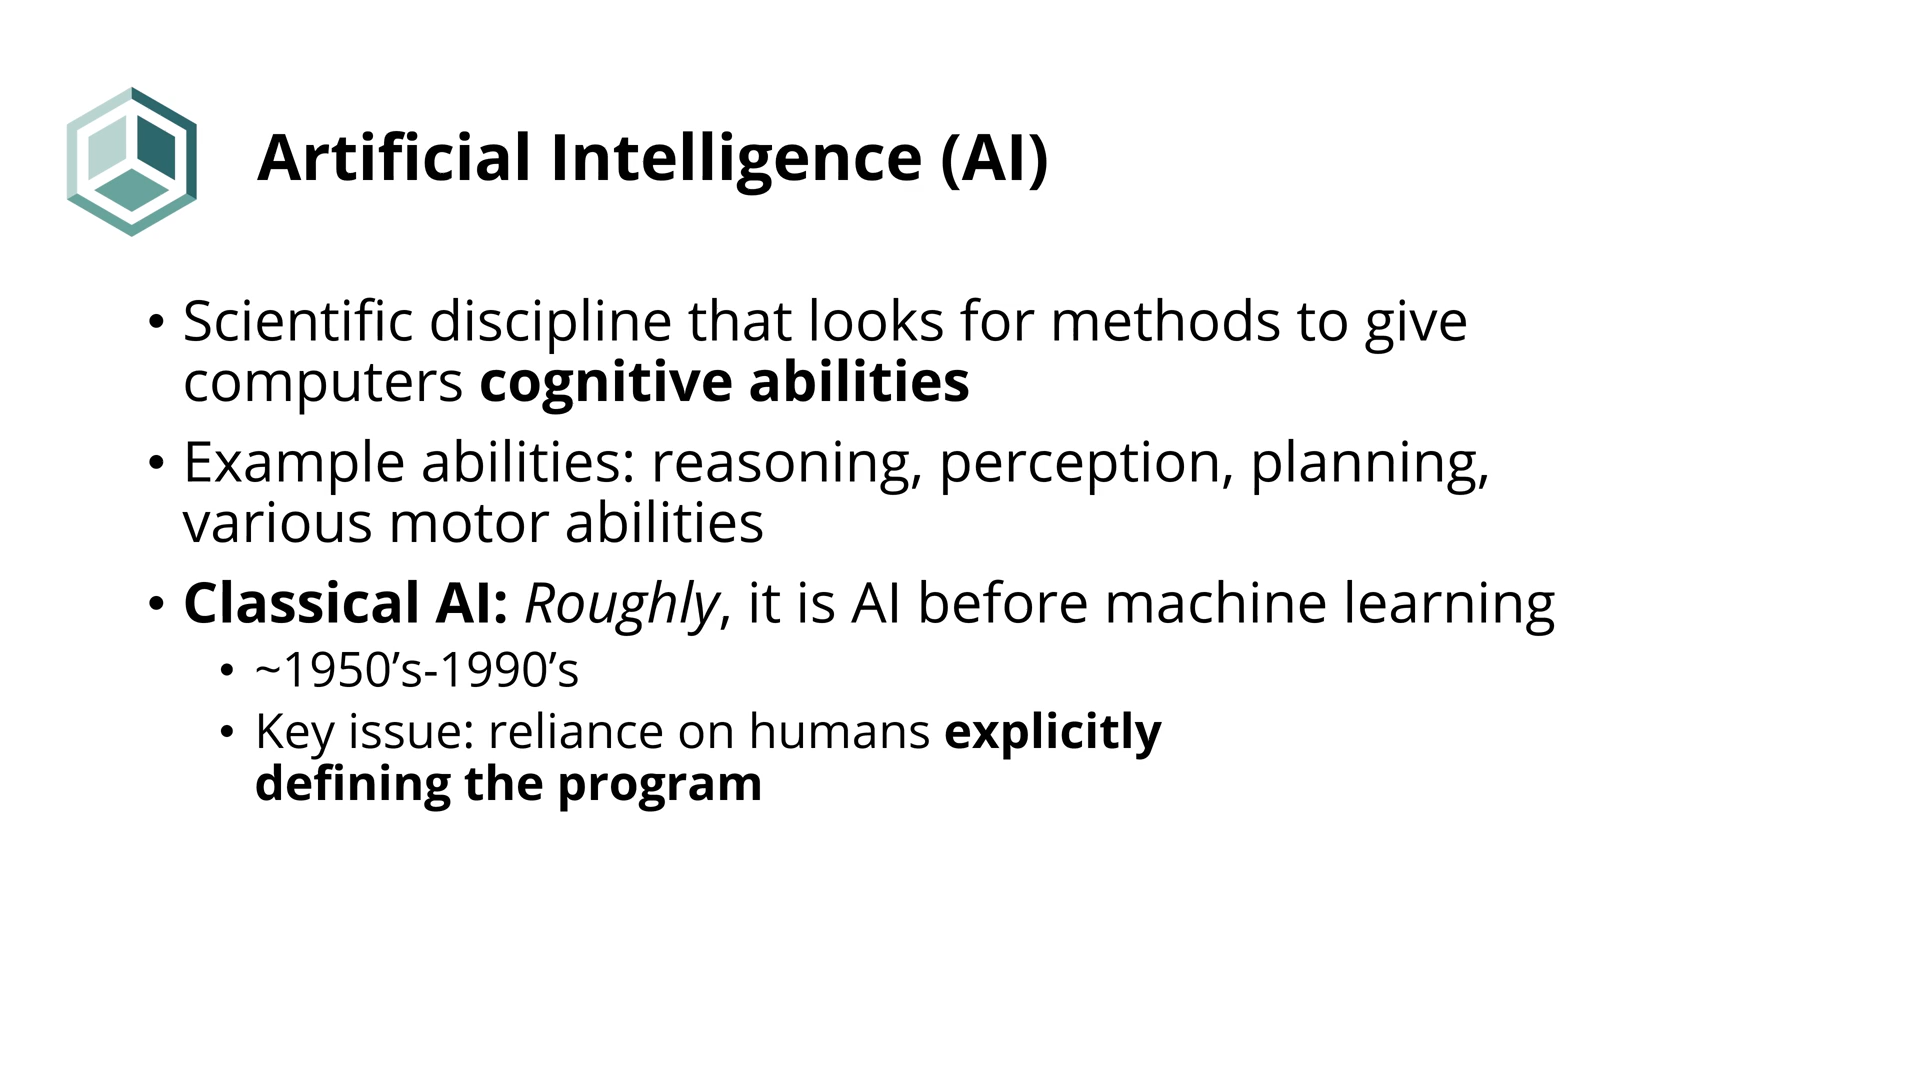 Artificial Intelligence (AI)
• Scientific discipline that looks for methods to give
computers cognitive abilities
• Example abilities: reasoning, perception, planning,
various motor abilities
• Classical AI: Roughly, it is AI before machine learning
• ~1950’s-1990’s
• Key issue: reliance on humans explicitly
defining the program